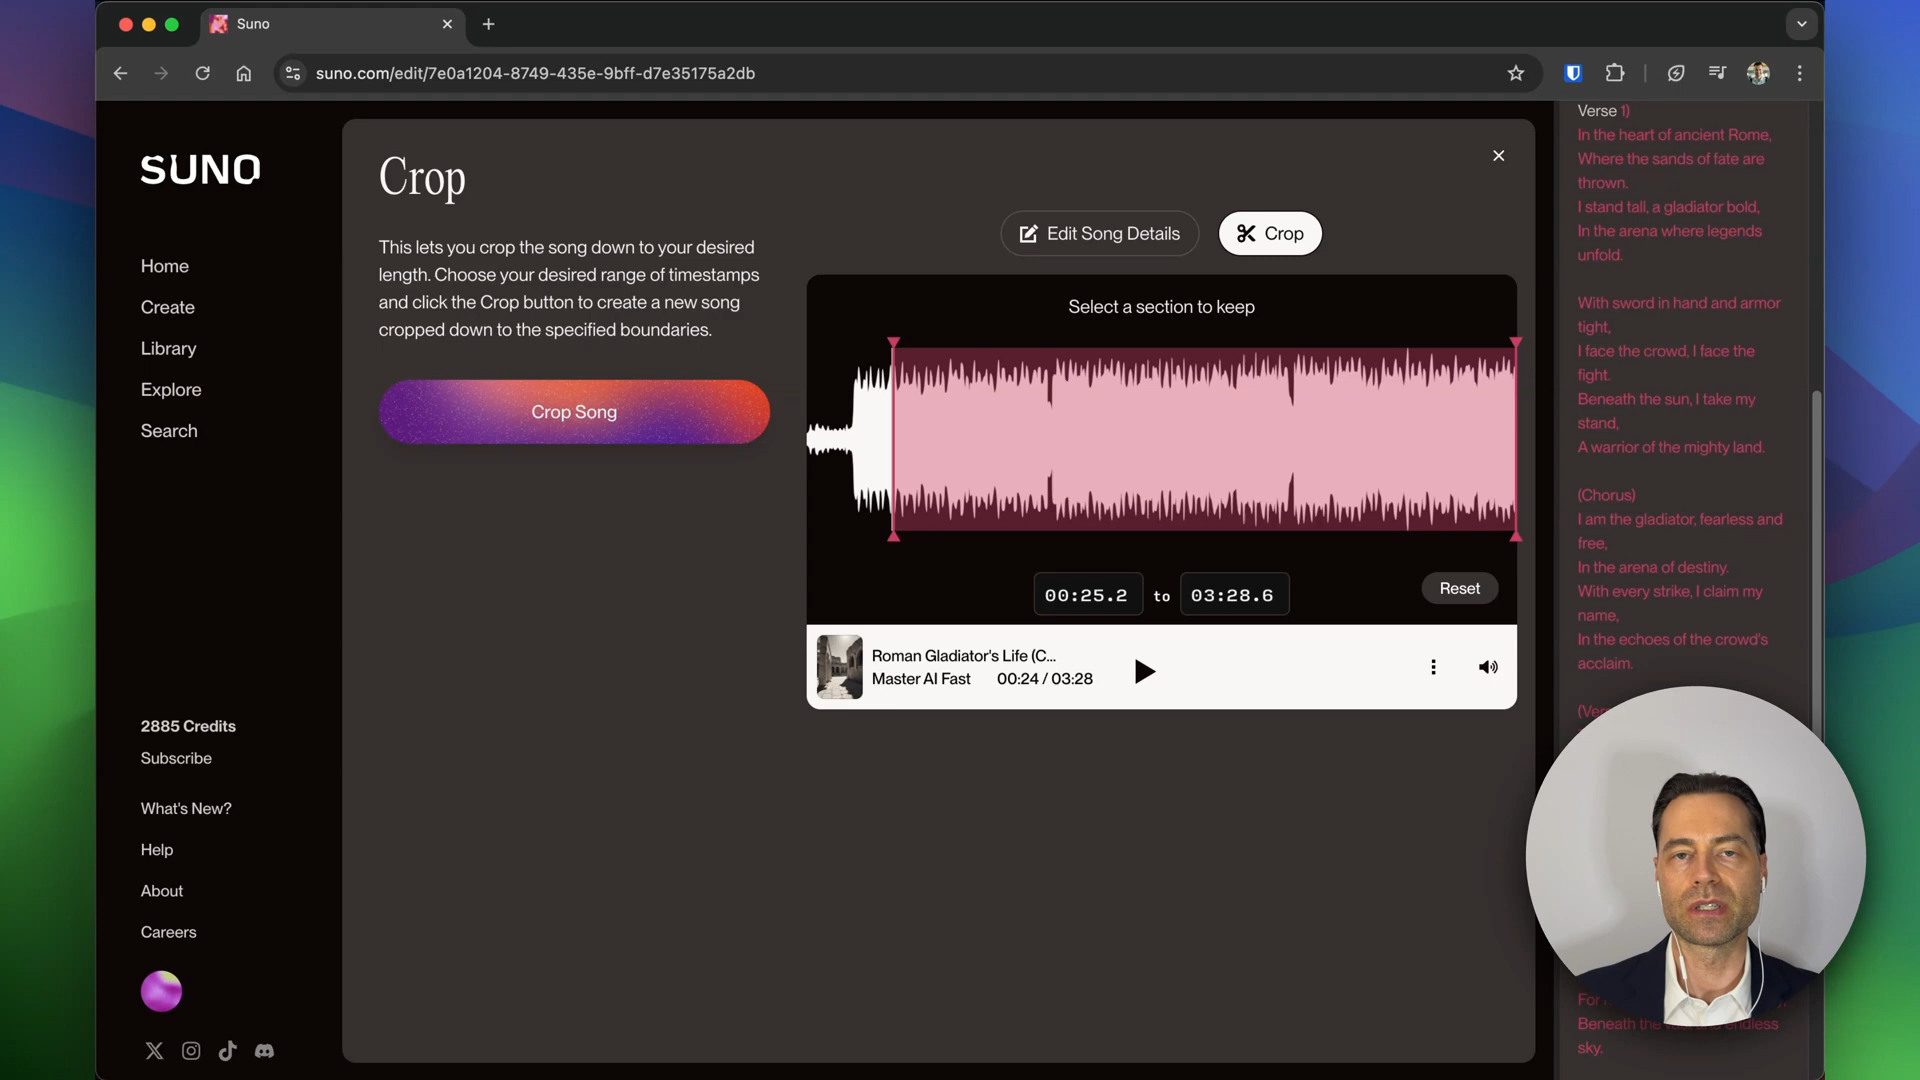 Suno
suno.com/edit/7e0a1204-8749-435e-9bff-d7e35175a2db
SUNO
Home
Create
Library
Explore
Search
2885 Credits
Subscribe
What's New?
Help
About
Careers
Crop
This lets you crop the song down to your desired
length. Choose your desired range of timestamps
and click the Crop button to create a new song
cropped down to the specified boundaries.
Crop Song
Edit Song Details
Crop
Select a section to keep
00:25.2 to 03:28.6
Reset
Roman Gladiator's Life (C...
Master AI Fast 00:24 / 03:28
Verse 1)
In the heart of ancient Rome,
Where the sands of fate are
thrown.
I stand tall, a gladiator bold,
In the arena where legends
unfold.
With sword in hand and armor
tight,
I face the crowd, I face the
fight.
Beneath the sun, I take my
stand,
A warrior of the mighty land.
(Chorus)
I am the gladiator, fearless and
free,
In the arena of destiny.
With every strike, I claim my
name,
In the echoes of the crowd's
acclaim.
Beneath the endless
sky.